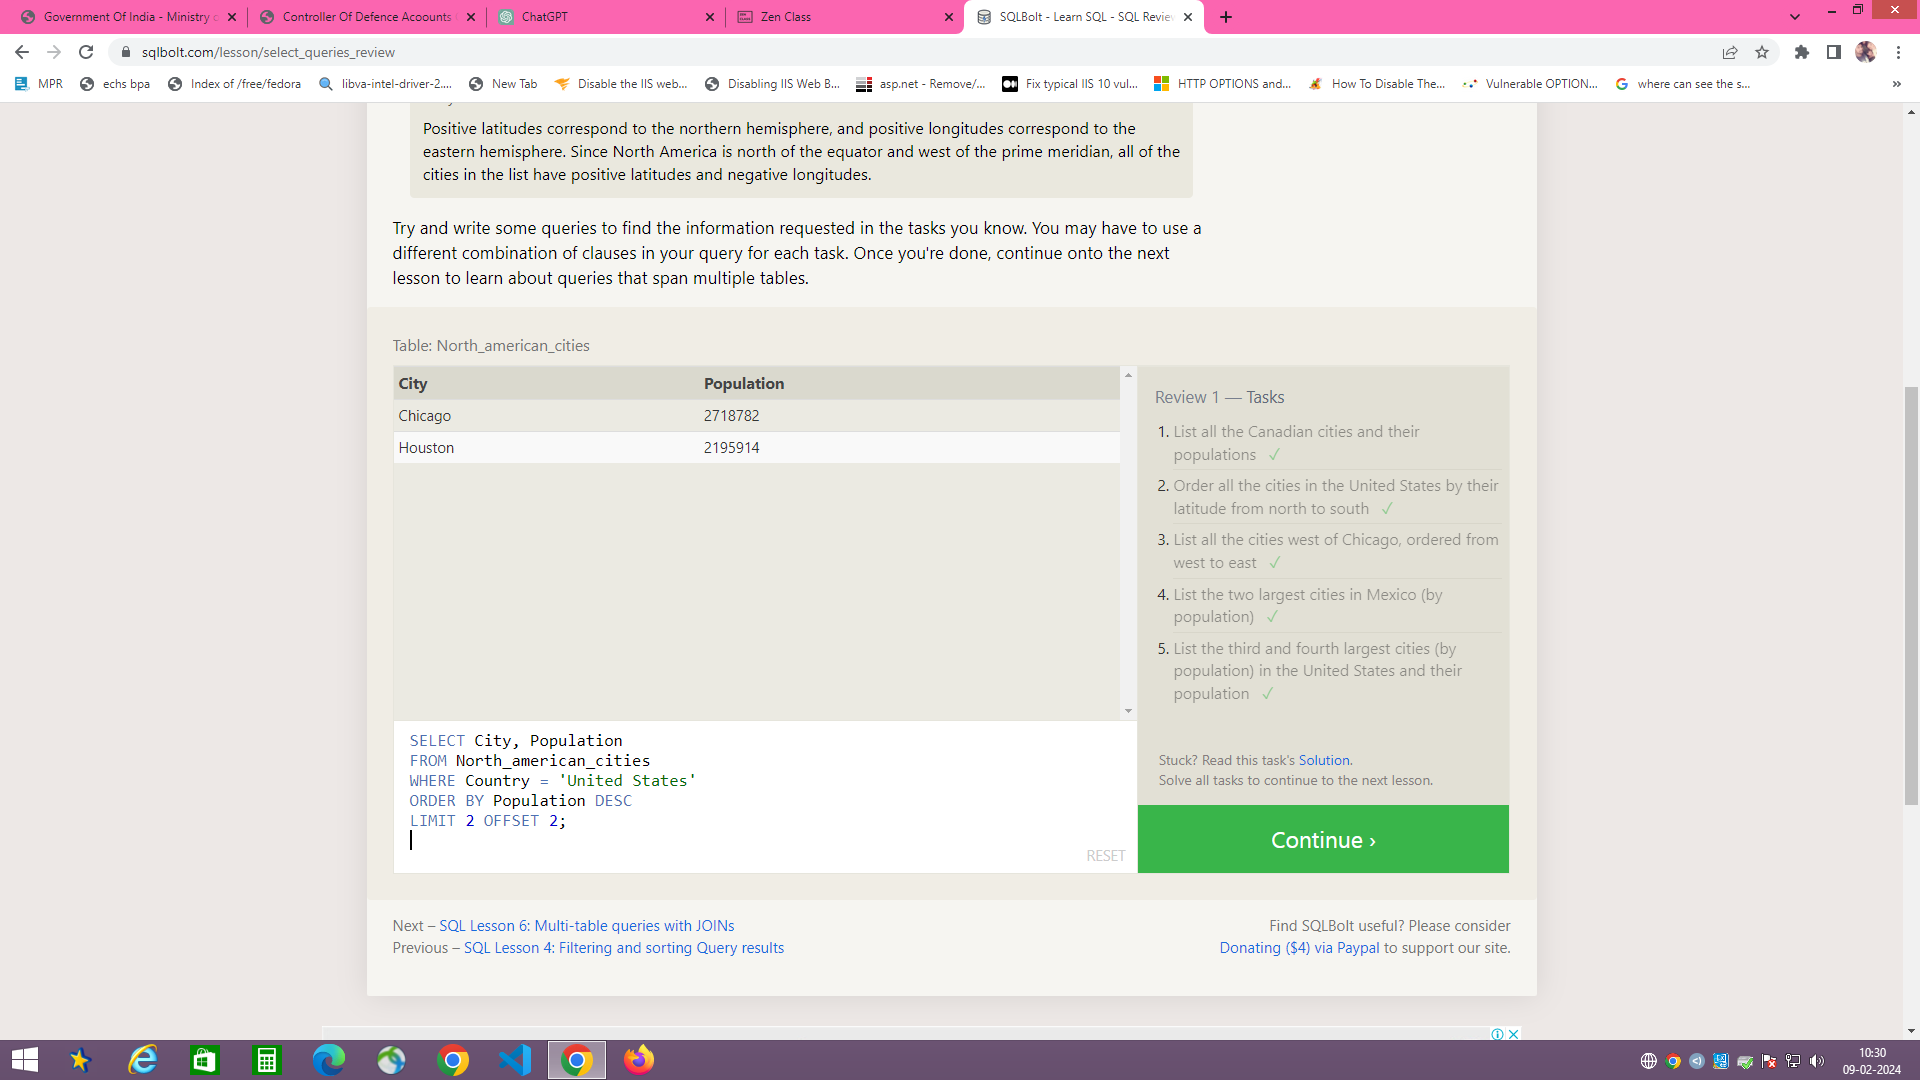 Government Of India - Ministry
Controller Of Defence Acoounts
ChatGPT
Zen Class
SQLBolt - Learn SQL - SQL Revie
sqlbolt.com/lesson/select_queries_review
MPR
echs bpa
Index of /free/fedora
libva-intel-driver-2....
New Tab
Disable the IIS web...
Disabling IIS Web B...
asp.net - Remove/...
Fix typical IIS 10 vul...
HTTP OPTIONS and...
How To Disable The...
Vulnerable OPTION...
where can see the s...
»
Positive latitudes correspond to the northern hemisphere, and positive longitudes correspond to the
eastern hemisphere. Since North America is north of the equator and west of the prime meridian, all of the
cities in the list have positive latitudes and negative longitudes.
Try and write some queries to find the information requested in the tasks you know. You may have to use a
different combination of clauses in your query for each task. Once you're done, continue onto the next
lesson to learn about queries that span multiple tables.
Table: North_american_cities
City Population
Chicago 2718782
Houston 2195914
Review 1 — Tasks
1. List all the Canadian cities and their
populations ✓
2. Order all the cities in the United States by their
latitude from north to south ✓
3. List all the cities west of Chicago, ordered from
west to east ✓
4. List the two largest cities in Mexico (by
population) ✓
5. List the third and fourth largest cities (by
population) in the United States and their
population ✓
SELECT City, Population
FROM North_american_cities
WHERE Country = 'United States'
ORDER BY Population DESC
LIMIT 2 OFFSET 2;
RESET
Stuck? Read this task's Solution.
Solve all tasks to continue to the next lesson.
Continue ›
Next – SQL Lesson 6: Multi-table queries with JOINs
Previous – SQL Lesson 4: Filtering and sorting Query results
Find SQLBolt useful? Please consider
Donating ($4) via Paypal to support our site.
10:30
09-02-2024